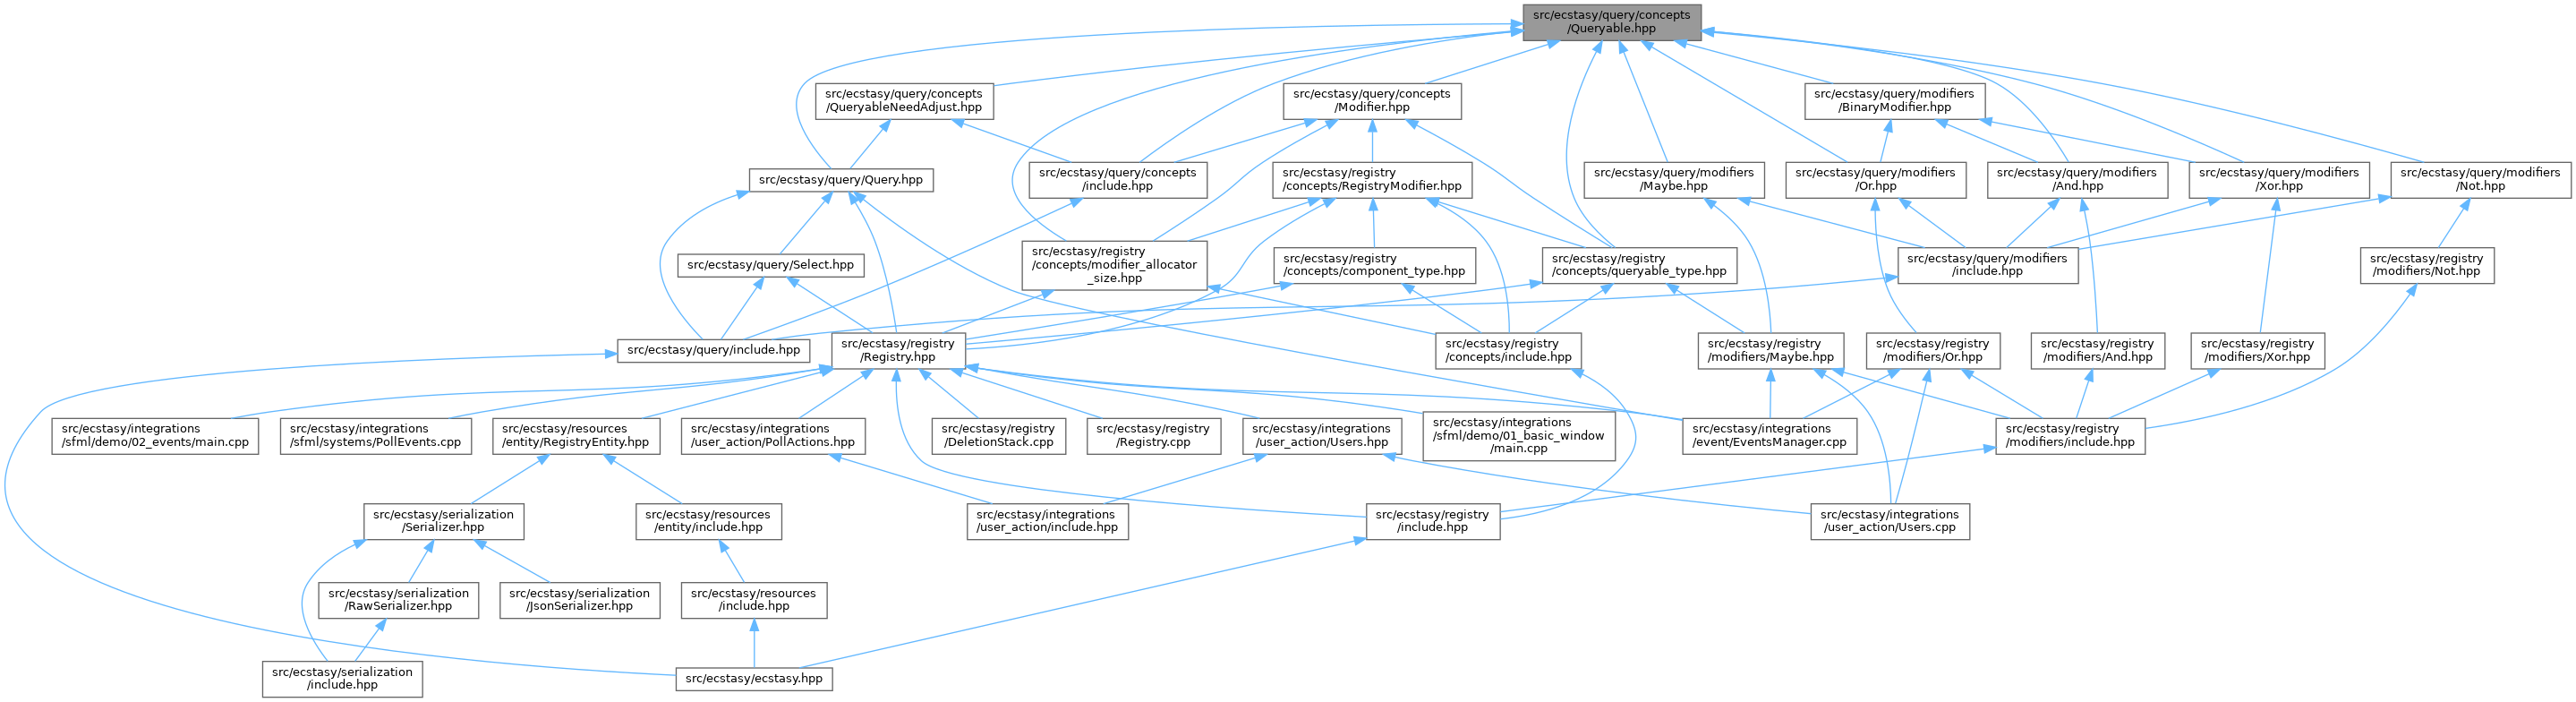 src/ecstasy/query/concepts
/Queryable.hpp
src/ecstasy/query/concepts
/QueryableNeedAdjust.hpp
src/ecstasy/query/concepts
/Modifier.hpp
src/ecstasy/query/modifiers
/BinaryModifier.hpp
src/ecstasy/query/Query.hpp
src/ecstasy/query/concepts
/include.hpp
src/ecstasy/registry
/concepts/RegistryModifier.hpp
src/ecstasy/query/modifiers
/Maybe.hpp
src/ecstasy/query/modifiers
/Or.hpp
src/ecstasy/query/modifiers
/And.hpp
src/ecstasy/query/modifiers
/Xor.hpp
src/ecstasy/query/modifiers
/Not.hpp
src/ecstasy/query/Select.hpp
src/ecstasy/registry
/concepts/modifier_allocator
_size.hpp
src/ecstasy/registry
/concepts/component_type.hpp
src/ecstasy/registry
/concepts/queryable_type.hpp
src/ecstasy/query/modifiers
/include.hpp
src/ecstasy/registry
/modifiers/Not.hpp
src/ecstasy/query/include.hpp
src/ecstasy/registry
/Registry.hpp
src/ecstasy/registry
/concepts/include.hpp
src/ecstasy/registry
/modifiers/Maybe.hpp
src/ecstasy/registry
/modifiers/Or.hpp
src/ecstasy/registry
/modifiers/And.hpp
src/ecstasy/registry
/modifiers/Xor.hpp
src/ecstasy/integrations
/sfml/demo/02_events/main.cpp
src/ecstasy/integrations
/sfml/systems/PollEvents.cpp
src/ecstasy/resources
/entity/RegistryEntity.hpp
src/ecstasy/integrations
/user_action/PollActions.hpp
src/ecstasy/registry
/DeletionStack.cpp
src/ecstasy/registry
/Registry.cpp
src/ecstasy/integrations
/user_action/Users.hpp
src/ecstasy/integrations
/sfml/demo/01_basic_window
/main.cpp
src/ecstasy/integrations
/event/EventsManager.cpp
src/ecstasy/registry
/modifiers/include.hpp
src/ecstasy/serialization
/Serializer.hpp
src/ecstasy/resources
/entity/include.hpp
src/ecstasy/integrations
/user_action/include.hpp
src/ecstasy/registry
/include.hpp
src/ecstasy/integrations
/user_action/Users.cpp
src/ecstasy/serialization
/RawSerializer.hpp
src/ecstasy/serialization
/JsonSerializer.hpp
src/ecstasy/resources
/include.hpp
src/ecstasy/serialization
/include.hpp
src/ecstasy/ecstasy.hpp